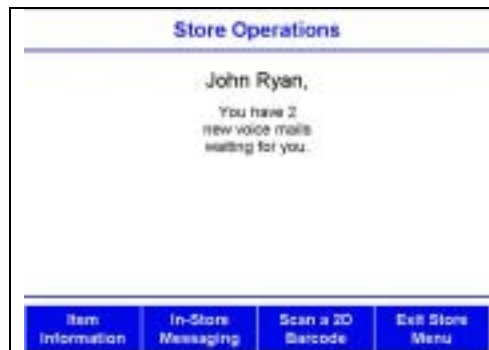 Store Operations
John Ryan,
You have 2
new voice mails
waiting for you.
Item Information
In-Store Messaging
Scan a 2D Barcode
Exit Store Menu